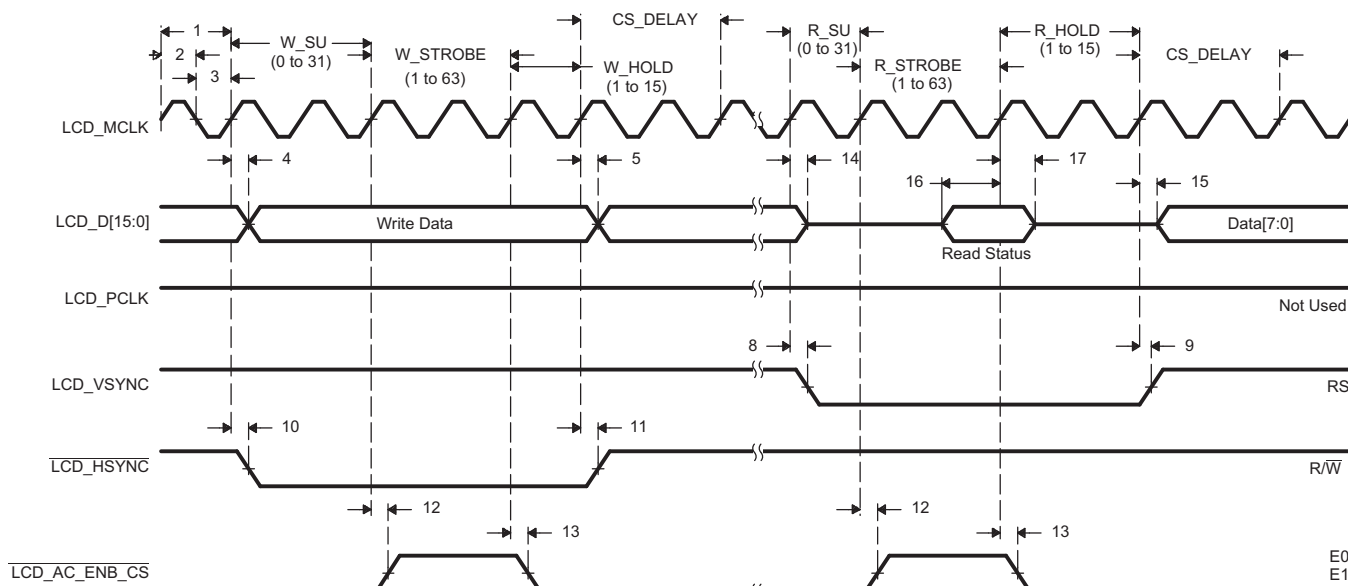 CS_DELAY
1
W_SU
(0 to 31)
2
W_STROBE
(1 to 63)
3
W_HOLD
(1 to 15)
R_SU
(0 to 31)
R_STROBE
(1 to 63)
R_HOLD
(1 to 15)
CS_DELAY
LCD_MCLK
4
5
14
17
16
15
LCD_D[15:0]
Write Data
Read Status
Data[7:0]
LCD_PCLK
Not Used
8
9
LCD_VSYNC
RS
10
11
LCD_HSYNC
R/W
12
13
12
13
LCD_AC_ENB_CS
E0
E1